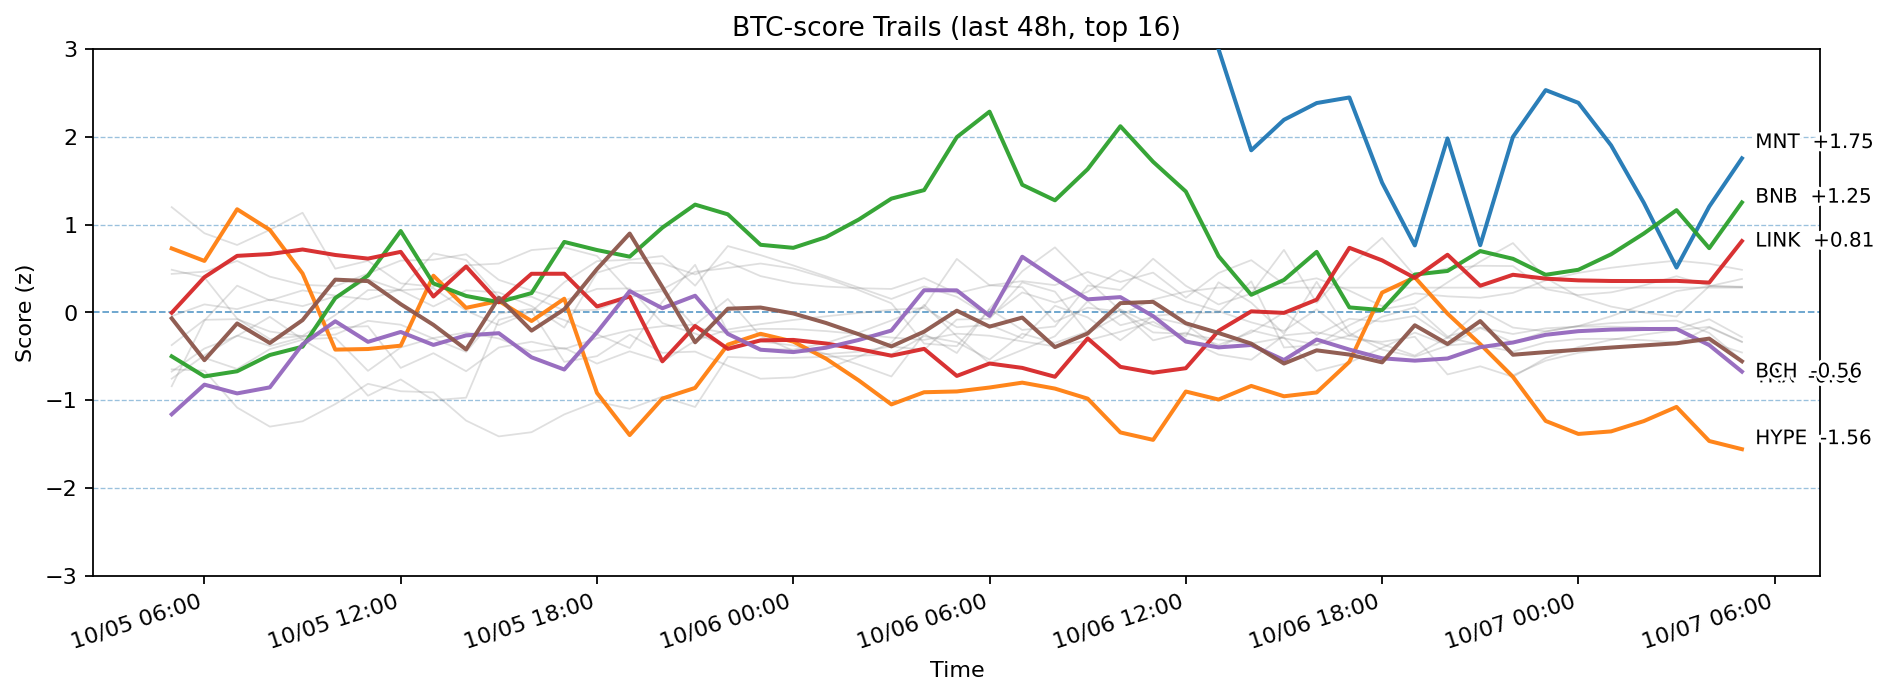 BTC-score Trails (last 48h, top 16)
Score (z)
3
2
1
0
−1
−2
−3
MNT +1.75
BNB +1.25
LINK +0.81
BCH -0.56
HYPE -1.56
10/05 06:00
10/05 12:00
10/05 18:00
10/06 00:00
10/06 06:00
10/06 12:00
10/06 18:00
10/07 00:00
10/07 06:00
Time